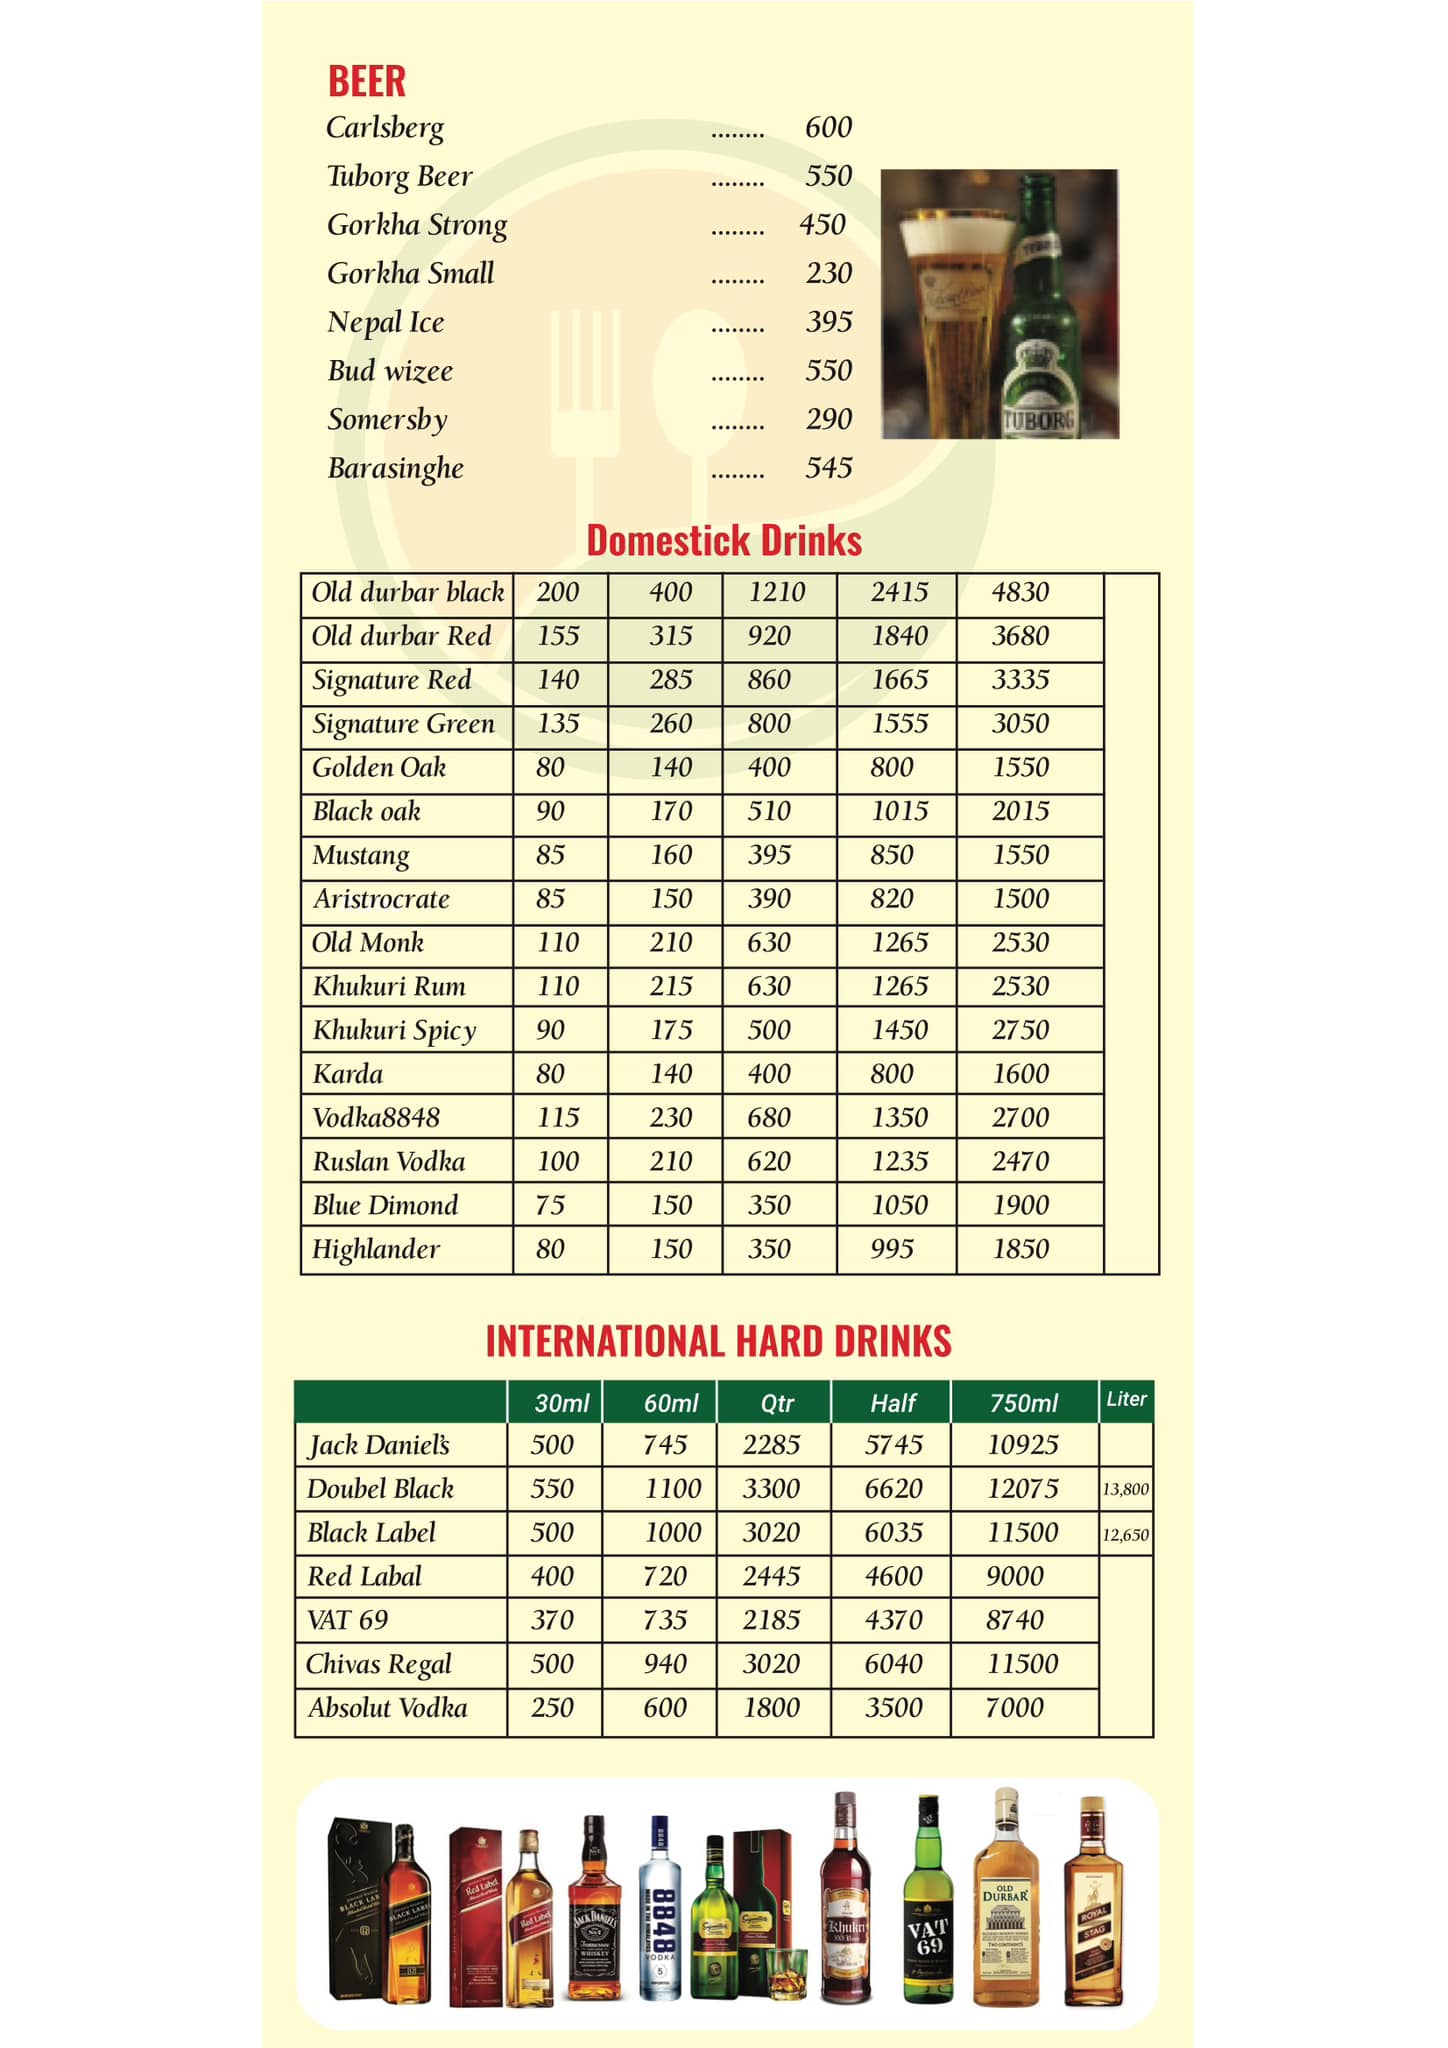 BEER
Carlsberg ........ 600
Tuborg Beer ........ 550
Gorkha Strong ........ 450
Gorkha Small ........ 230
Nepal Ice ........ 395
Bud wizee ........ 550
Somersby ........ 290
Barasinghe ........ 545
TUBORG
Domestick Drinks
Old durbar black 200 400 1210 2415 4830
Old durbar Red 155 315 920 1840 3680
Signature Red 140 285 860 1665 3335
Signature Green 135 260 800 1555 3050
Golden Oak 80 140 400 800 1550
Black oak 90 170 510 1015 2015
Mustang 85 160 395 850 1550
Aristrocrate 85 150 390 820 1500
Old Monk 110 210 630 1265 2530
Khukuri Rum 110 215 630 1265 2530
Khukuri Spicy 90 175 500 1450 2750
Karda 80 140 400 800 1600
Vodka8848 115 230 680 1350 2700
Ruslan Vodka 100 210 620 1235 2470
Blue Dimond 75 150 350 1050 1900
Highlander 80 150 350 995 1850
INTERNATIONAL HARD DRINKS
30ml 60ml Qtr Half 750ml Liter
Jack Daniel's 500 745 2285 5745 10925
Doubel Black 550 1100 3300 6620 12075 13,800
Black Label 500 1000 3020 6035 11500 12,650
Red Labal 400 720 2445 4600 9000
VAT 69 370 735 2185 4370 8740
Chivas Regal 500 940 3020 6040 11500
Absolut Vodka 250 600 1800 3500 7000
BLACK LABEL
Red Label
Red Label
JACK DANIEL'S
Tennessee
WHISKEY
8848
VODKA
5
Signature
Khukri
XXX Rum
VAT
69
OLD
DURBAR
ROYAL
STAG